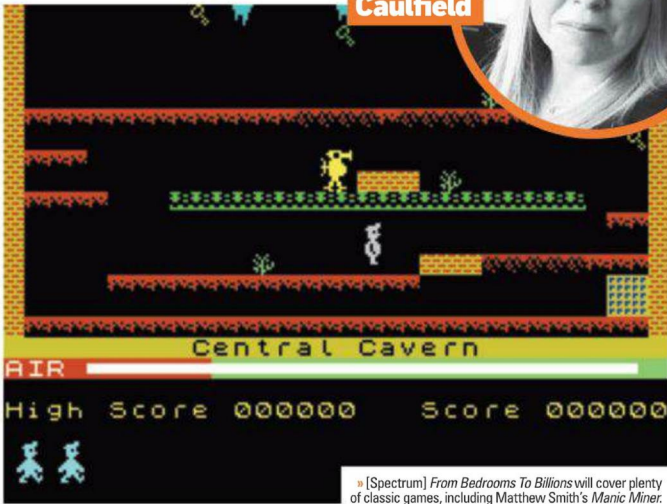 Caulfield
Central Cavern
AIR
High Score 000000 Score 000000
» [Spectrum] From Bedrooms To Billions will cover plenty
of classic games, including Matthew Smith's Manic Miner.